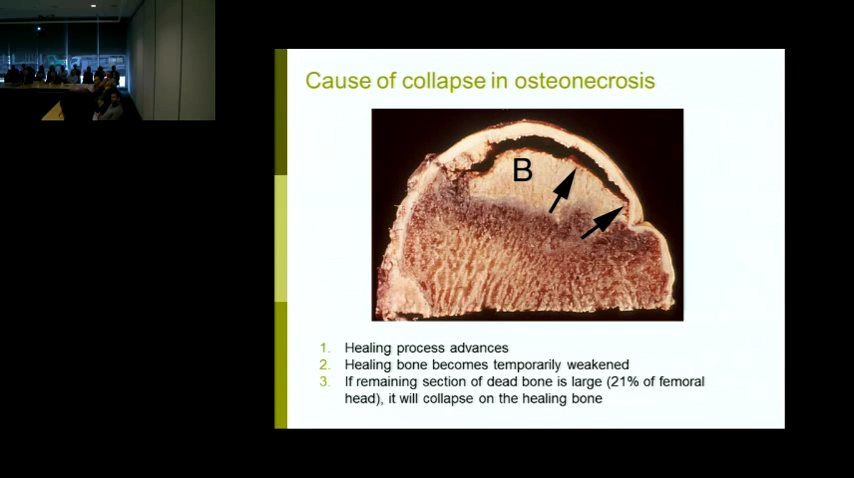 Cause of collapse in osteonecrosis
B
1. Healing process advances
2. Healing bone becomes temporarily weakened
3. If remaining section of dead bone is large (21% of femoral
head), it will collapse on the healing bone